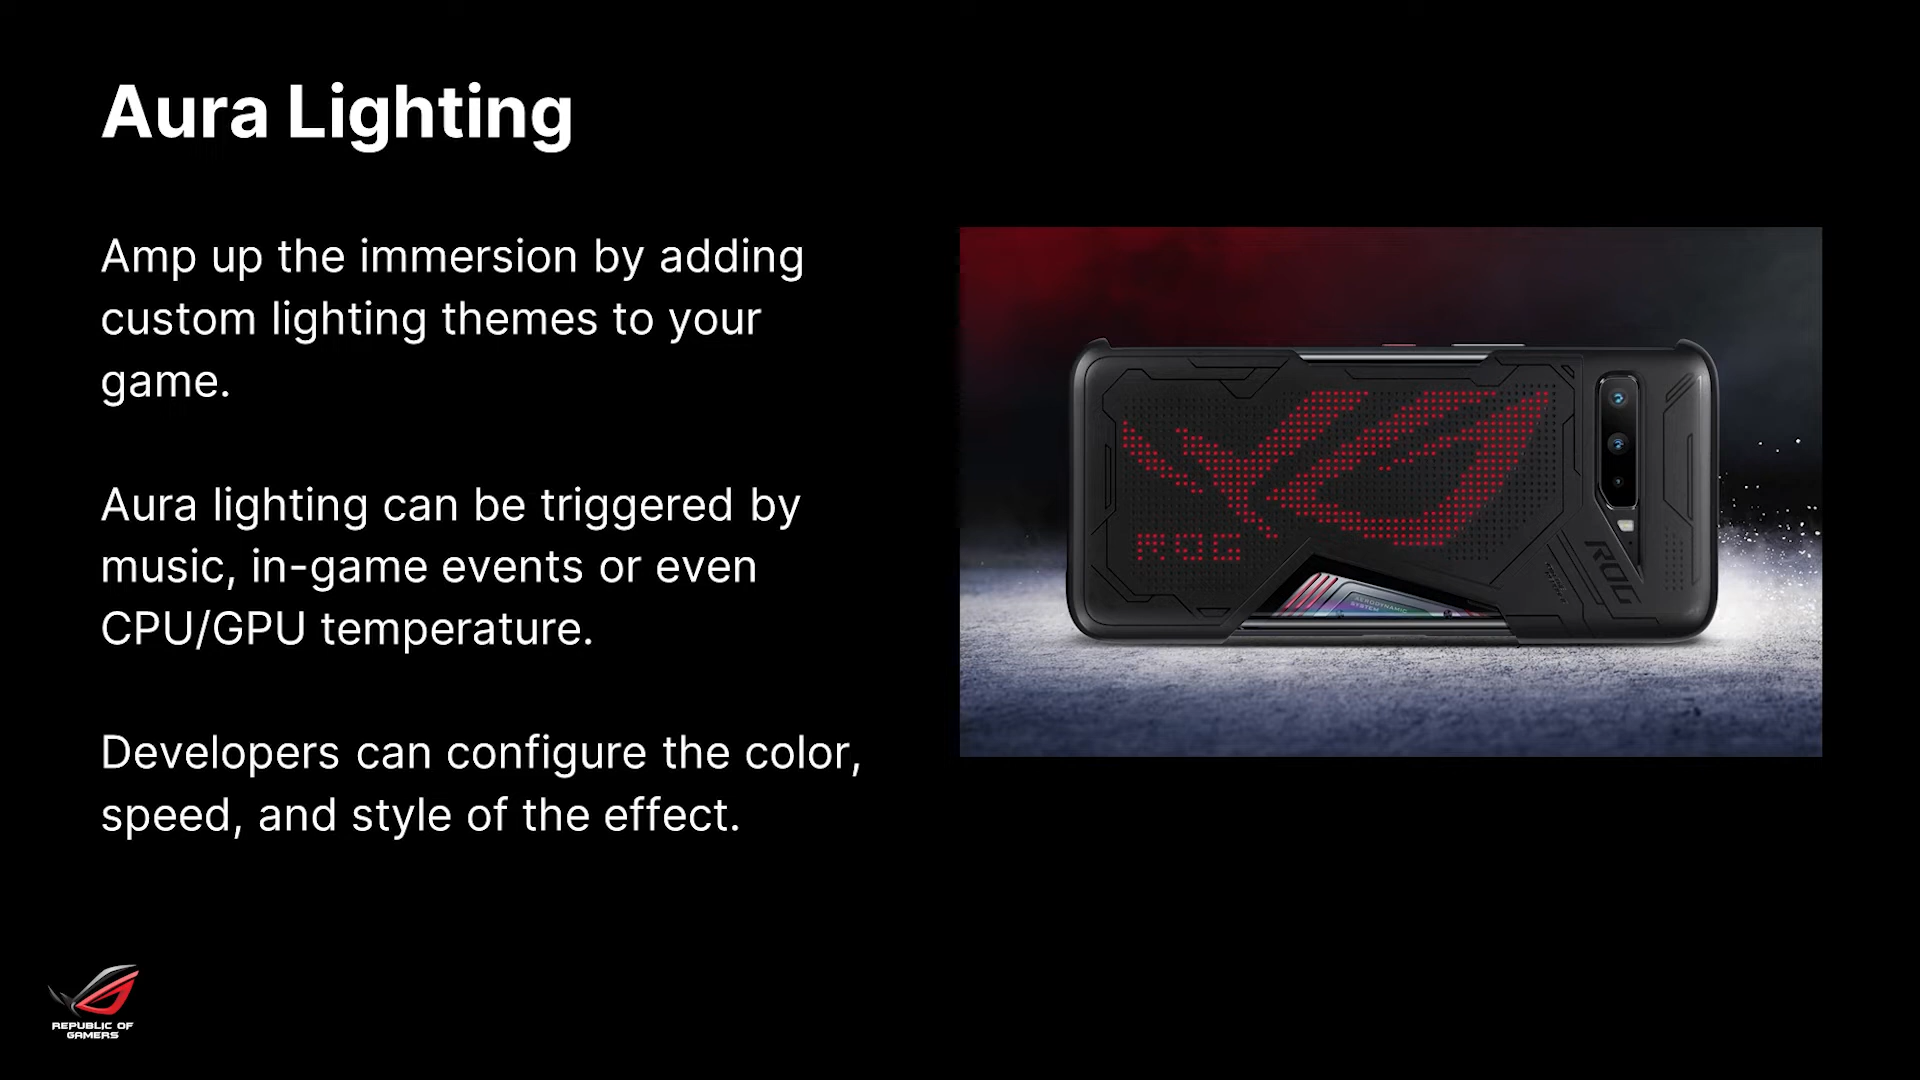 Aura Lighting
Amp up the immersion by adding
custom lighting themes to your
game.
Aura lighting can be triggered by
music, in-game events or even
CPU/GPU temperature.
Developers can configure the color,
speed, and style of the effect.
ROG
ROG
AERODYNAMIC
SYSTEM
REPUBLIC OF
GAMERS